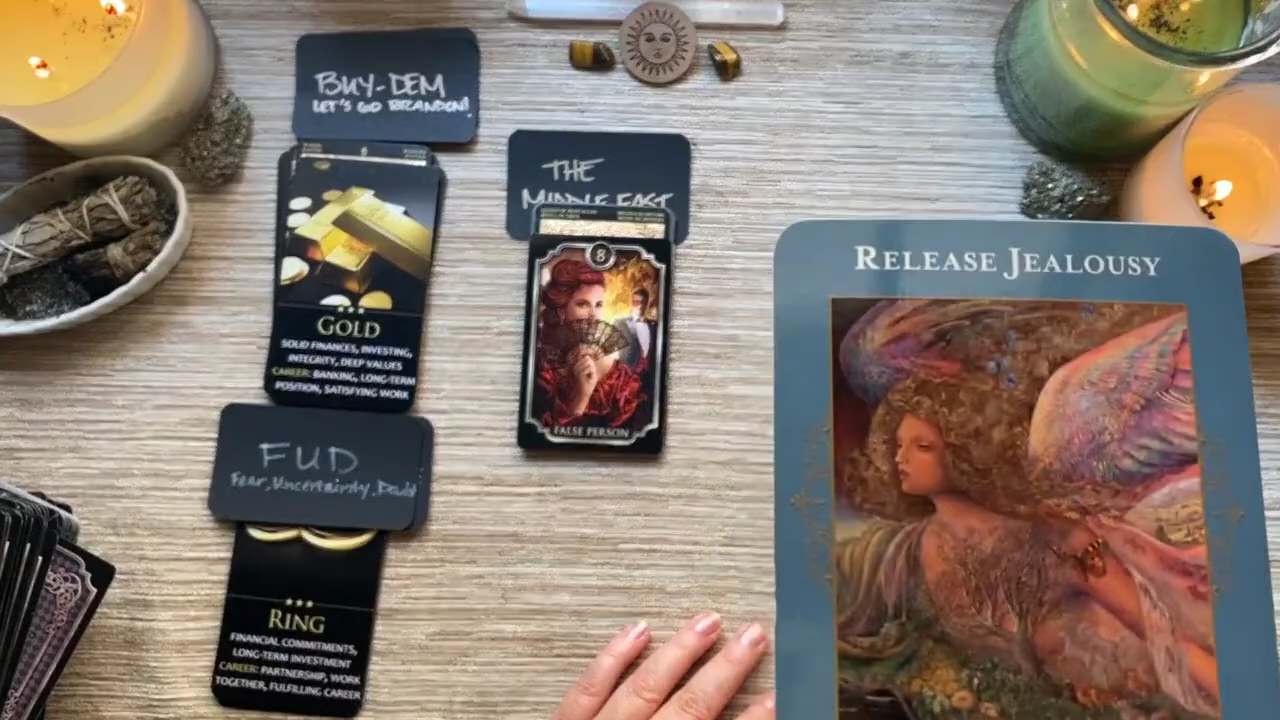 BUY-DEM
LET'S GO BRANDON!
GOLD
SOLID FINANCES, INVESTING,
INTEGRITY, DEEP VALUES
CAREER: BANKING, LONG-TERM
POSITION, SATISFYING WORK
FUD
Fear, Uncertainty, Doubt
RING
FINANCIAL COMMITMENTS,
LONG-TERM INVESTMENT
CAREER: PARTNERSHIP, WORK
TOGETHER, FULFILLING CAREER
THE
MIDDLE EAST
8
FALSE PERSON
RELEASE JEALOUSY